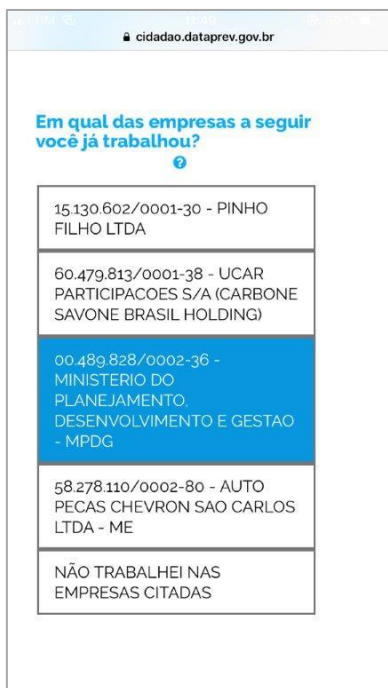 cidadao.dataprev.gov.br
Em qual das empresas a seguir
você já trabalhou?
?
15.130.602/0001-30 - PINHO
FILHO LTDA
60.479.813/0001-38 - UCAR
PARTICIPACOES S/A (CARBONE
SAVONE BRASIL HOLDING)
00.489.828/0002-36 -
MINISTERIO DO
PLANEJAMENTO,
DESENVOLVIMENTO E GESTAO
- MPDG
58.278.110/0002-80 - AUTO
PECAS CHEVRON SAO CARLOS
LTDA - ME
NÃO TRABALHEI NAS
EMPRESAS CITADAS